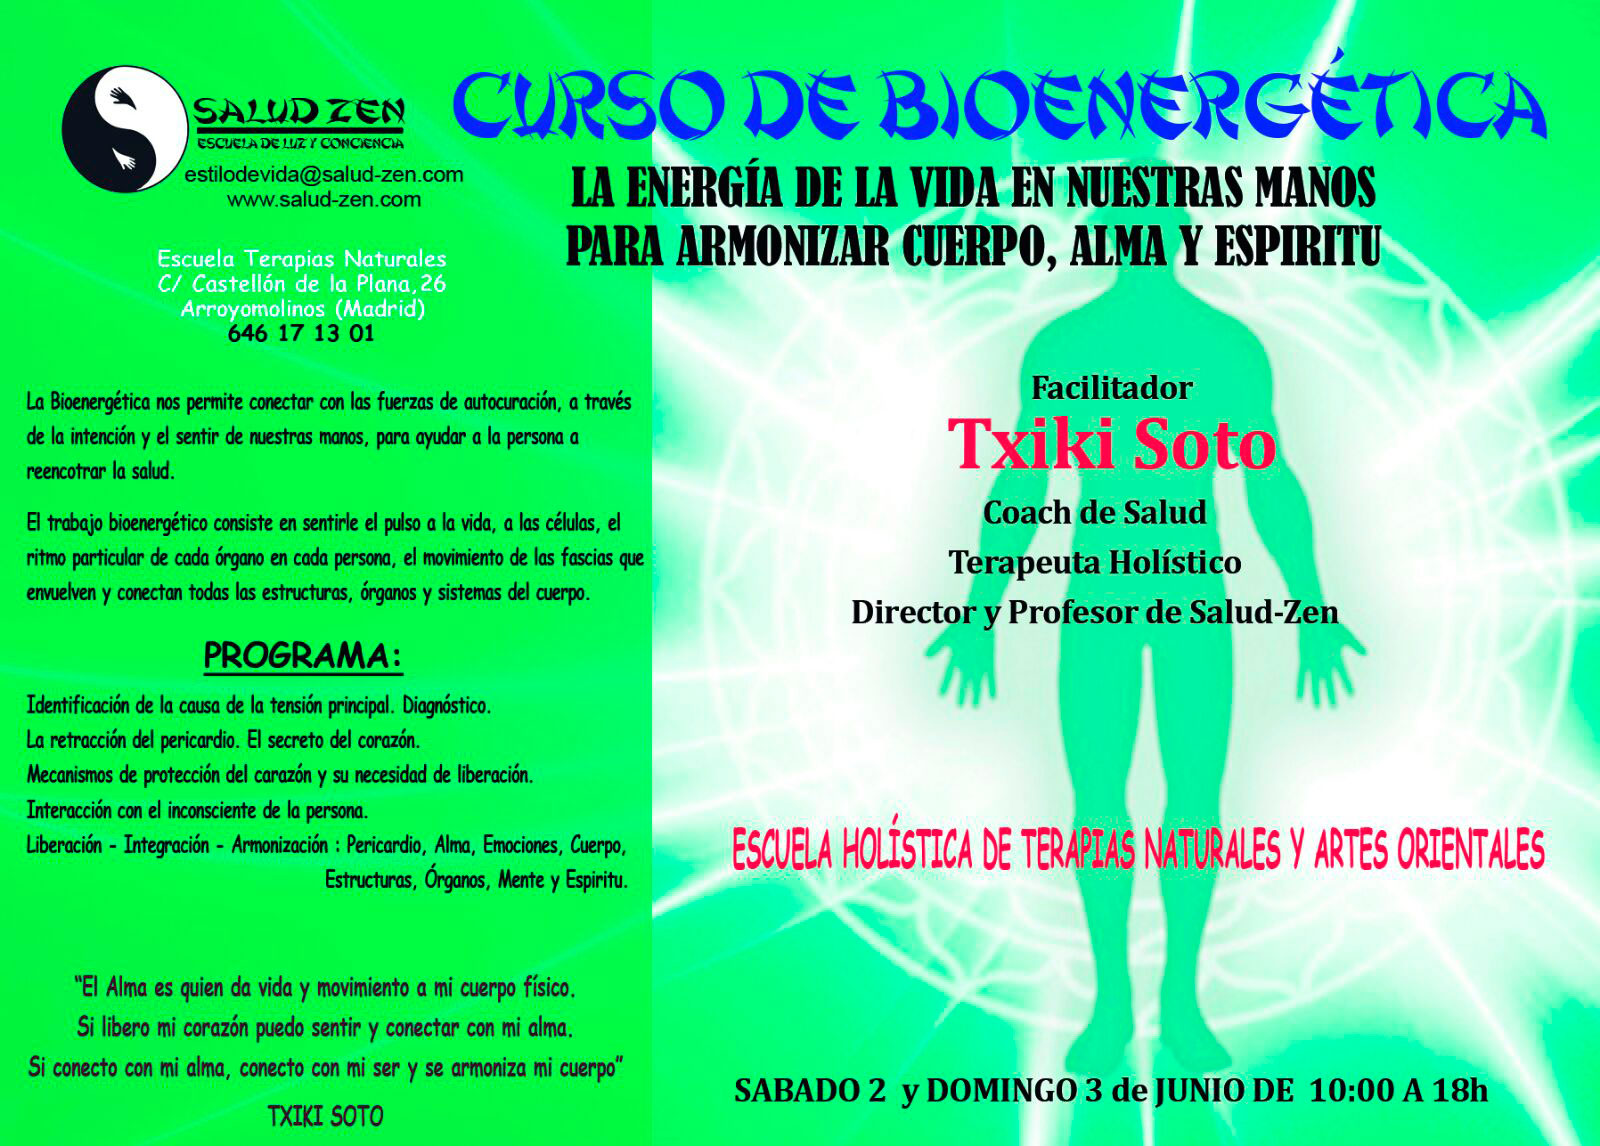 SALUD ZEN
ESCUELA DE LUZ Y CONCIENCIA
estilodevida@salud-zen.com
www.salud-zen.com
Escuela Terapias Naturales
C/ Castellón de la Plana,26
Arroyomolinos (Madrid)
646 17 13 01
La Bioenergética nos permite conectar con las fuerzas de autocuración, a través
de la intención y el sentir de nuestras manos, para ayudar a la persona a
reencotrar la salud.
El trabajo bioenergético consiste en sentirle el pulso a la vida, a las células, el
ritmo particular de cada órgano en cada persona, el movimiento de las fascias que
envuelven y conectan todas las estructuras, órganos y sistemas del cuerpo.
PROGRAMA:
Identificación de la causa de la tensión principal. Diagnóstico.
La retracción del pericardio. El secreto del corazón.
Mecanismos de protección del carazón y su necesidad de liberación.
Interacción con el inconsciente de la persona.
Liberación - Integración - Armonización : Pericardio, Alma, Emociones, Cuerpo,
Estructuras, Órganos, Mente y Espiritu.
“El Alma es quien da vida y movimiento a mi cuerpo físico.
Si libero mi corazón puedo sentir y conectar con mi alma.
Si conecto con mi alma, conecto con mi ser y se armoniza mi cuerpo”
TXIKI SOTO
CURSO DE BIOENERGÉTICA
LA ENERGÍA DE LA VIDA EN NUESTRAS MANOS
PARA ARMONIZAR CUERPO, ALMA Y ESPIRITU
Facilitador
Txiki Soto
Coach de Salud
Terapeuta Holístico
Director y Profesor de Salud-Zen
ESCUELA HOLÍSTICA DE TERAPIAS NATURALES Y ARTES ORIENTALES
SABADO 2 y DOMINGO 3 de JUNIO DE 10:00 A 18h